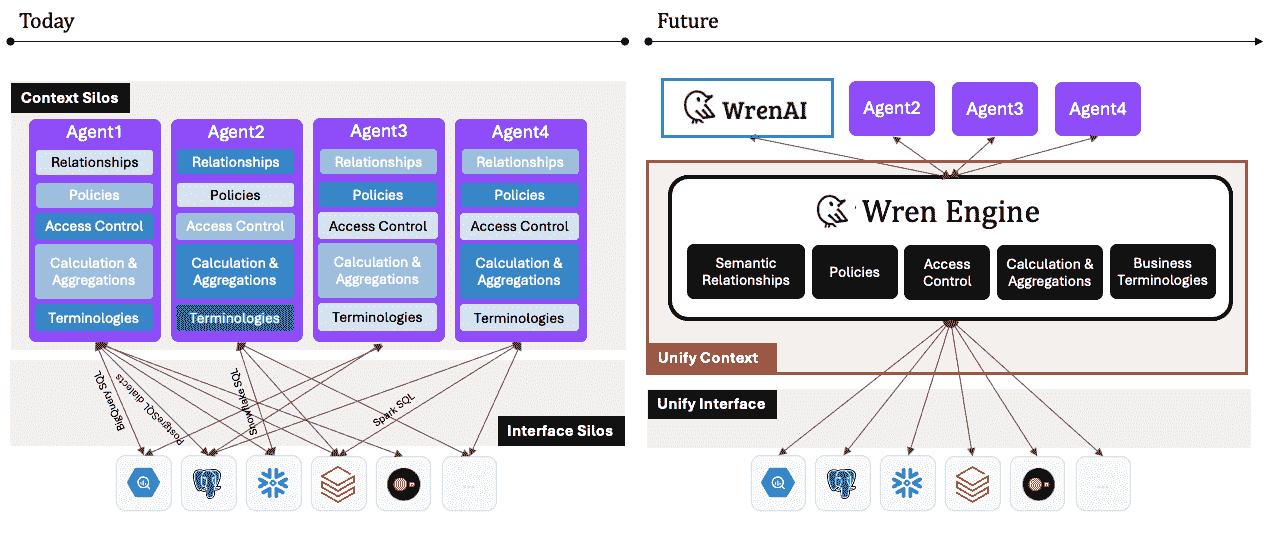 Today
Context Silos
Agent1
Relationships
Policies
Access Control
Calculation &
Aggregations
Terminologies
Agent2
Relationships
Policies
Access Control
Calculation &
Aggregations
Terminologies
Agent3
Relationships
Policies
Access Control
Calculation &
Aggregations
Terminologies
Agent4
Relationships
Policies
Access Control
Calculation &
Aggregations
Terminologies
BigQuery SQL
PostgreSQL dialects
Snowflake SQL
Spark SQL
Interface Silos
...
Future
WrenAI
Agent2
Agent3
Agent4
Wren Engine
Semantic
Relationships
Policies
Access
Control
Calculation &
Aggregations
Business
Terminologies
Unify Context
Unify Interface
...